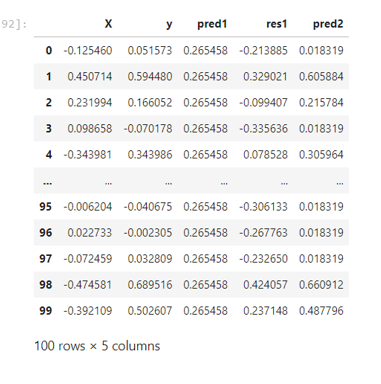 92]:
X y pred1 res1 pred2
0 -0.125460 0.051573 0.265458 -0.213885 0.018319
1 0.450714 0.594480 0.265458 0.329021 0.605884
2 0.231994 0.166052 0.265458 -0.099407 0.215784
3 0.098658 -0.070178 0.265458 -0.335636 0.018319
4 -0.343981 0.343986 0.265458 0.078528 0.305964
... ... ... ... ... ...
95 -0.006204 -0.040675 0.265458 -0.306133 0.018319
96 0.022733 -0.002305 0.265458 -0.267763 0.018319
97 -0.072459 0.032809 0.265458 -0.232650 0.018319
98 -0.474581 0.689516 0.265458 0.424057 0.660912
99 -0.392109 0.502607 0.265458 0.237148 0.487796
100 rows × 5 columns